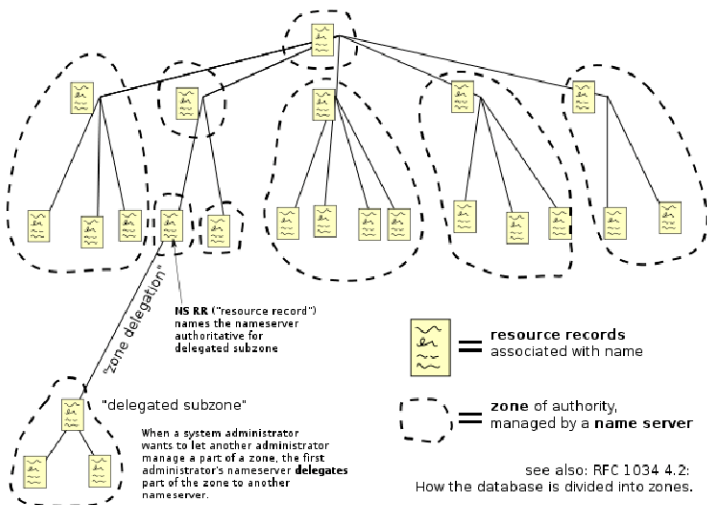 "zone delegation"
NS RR ("resource record")
names the nameserver
authoritative for
delegated subzone
"delegated subzone"
When a system administrator
wants to let another administrator
manage a part of a zone, the first
administrator's nameserver delegates
part of the zone to another
nameserver.
resource records
associated with name
zone of authority,
managed by a name server
see also: RFC 1034 4.2:
How the database is divided into zones.